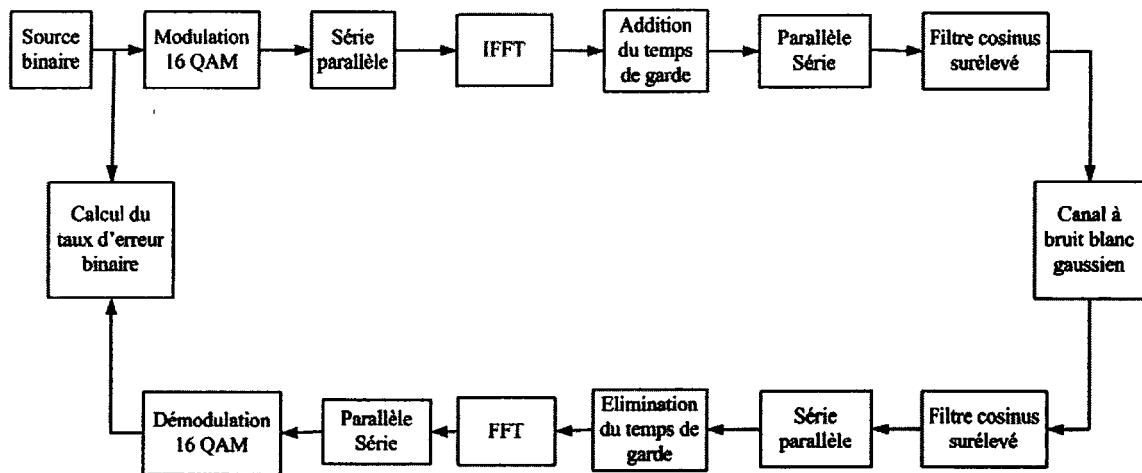 Source
binaire
Modulation
16 QAM
Série
parallèle
IFFT
Addition
du temps
de garde
Parallèle
Série
Filtre cosinus
surélevé
Calcul du
taux d'erreur
binaire
Canal à
bruit blanc
gaussien
Démodulation
16 QAM
Parallèle
Série
FFT
Elimination
du temps de
garde
Série
parallèle
Filtre cosinus
surélevé